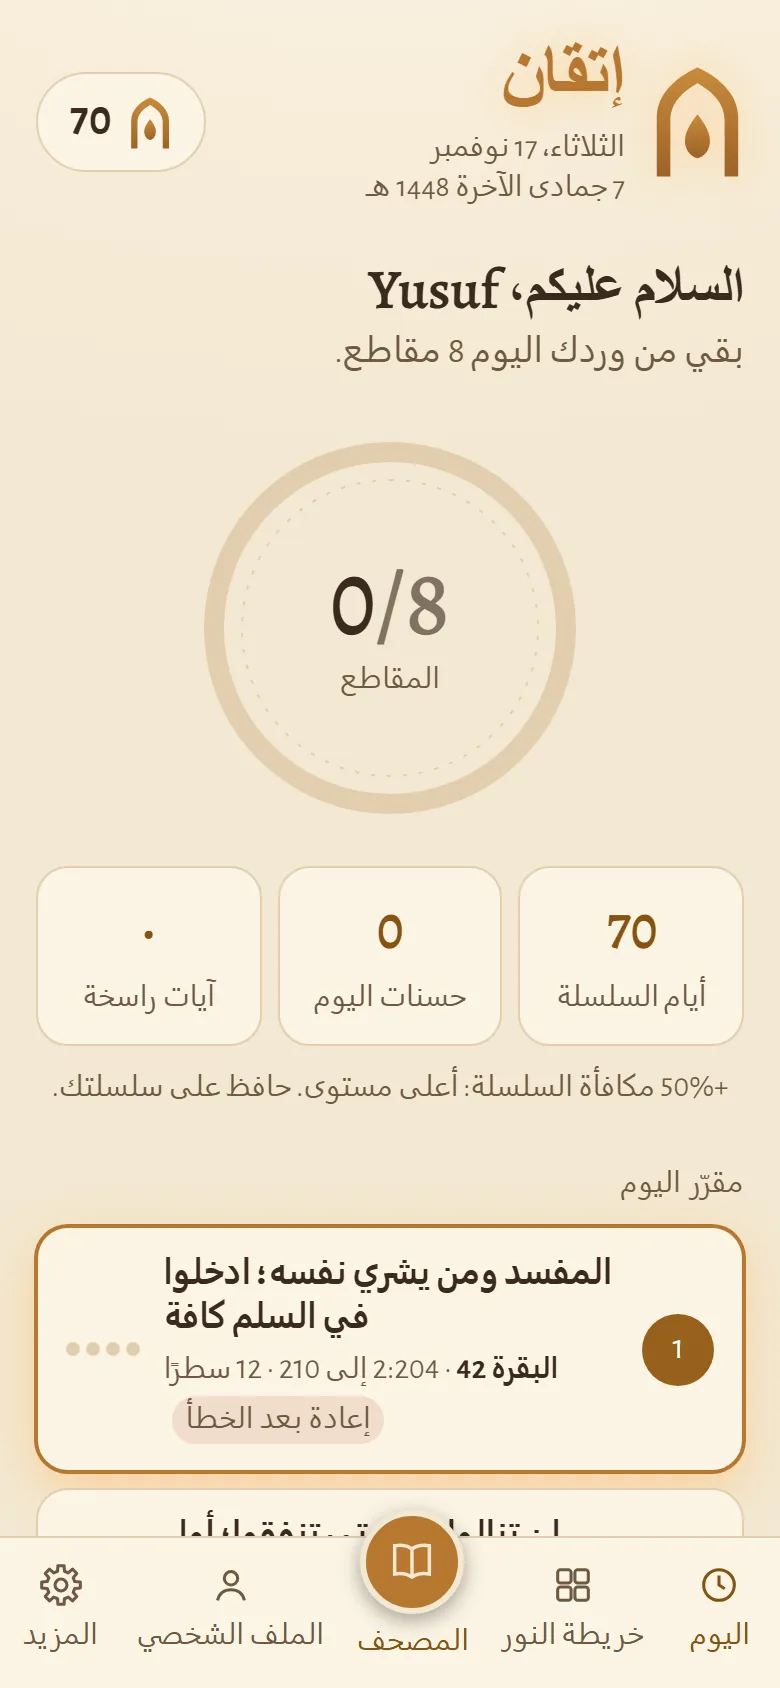 إتقان
الثلاثاء، 17 نوفمبر
7 جمادى الآخرة 1448 هـ
70
السلام عليكم، Yusuf
بقي من وردك اليوم 8 مقاطع.
0/8
المقاطع
70
أيام السلسلة
0
حسنات اليوم
٠
آيات راسخة
+50% مكافأة السلسلة: أعلى مستوى. حافظ على سلسلتك.
مقرّر اليوم
1
المفسد ومن يشري نفسه؛ ادخلوا
في السلم كافة
البقرة 42 · 2:204 إلى 210 · 12 سطرًا
إعادة بعد الخطأ
لن تنالوا
اليوم
خريطة النور
المصحف
الملف الشخصي
المزيد